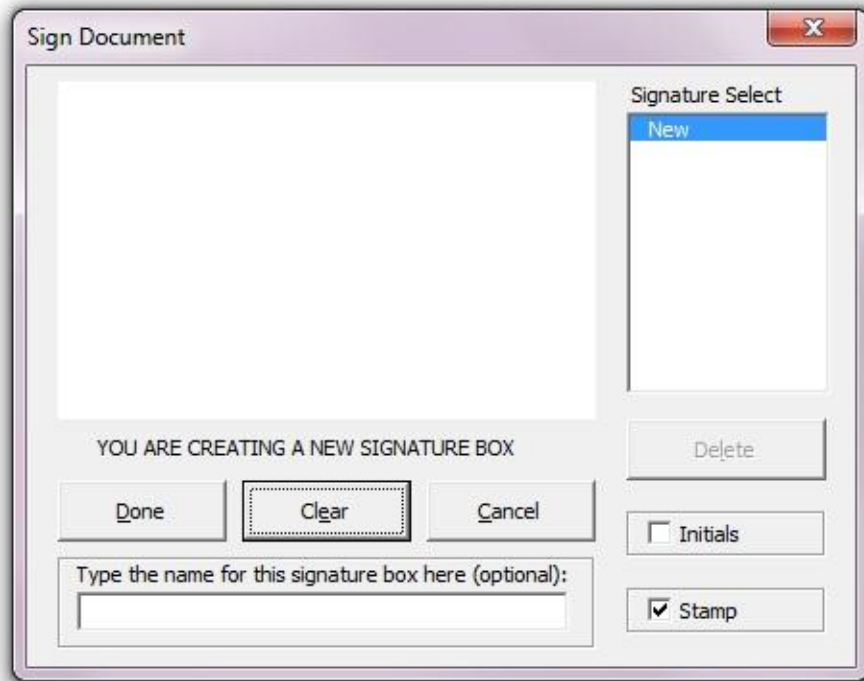 Sign Document
Signature Select
New
YOU ARE CREATING A NEW SIGNATURE BOX
Delete
Done Clear Cancel
Initials
Type the name for this signature box here (optional):
Stamp